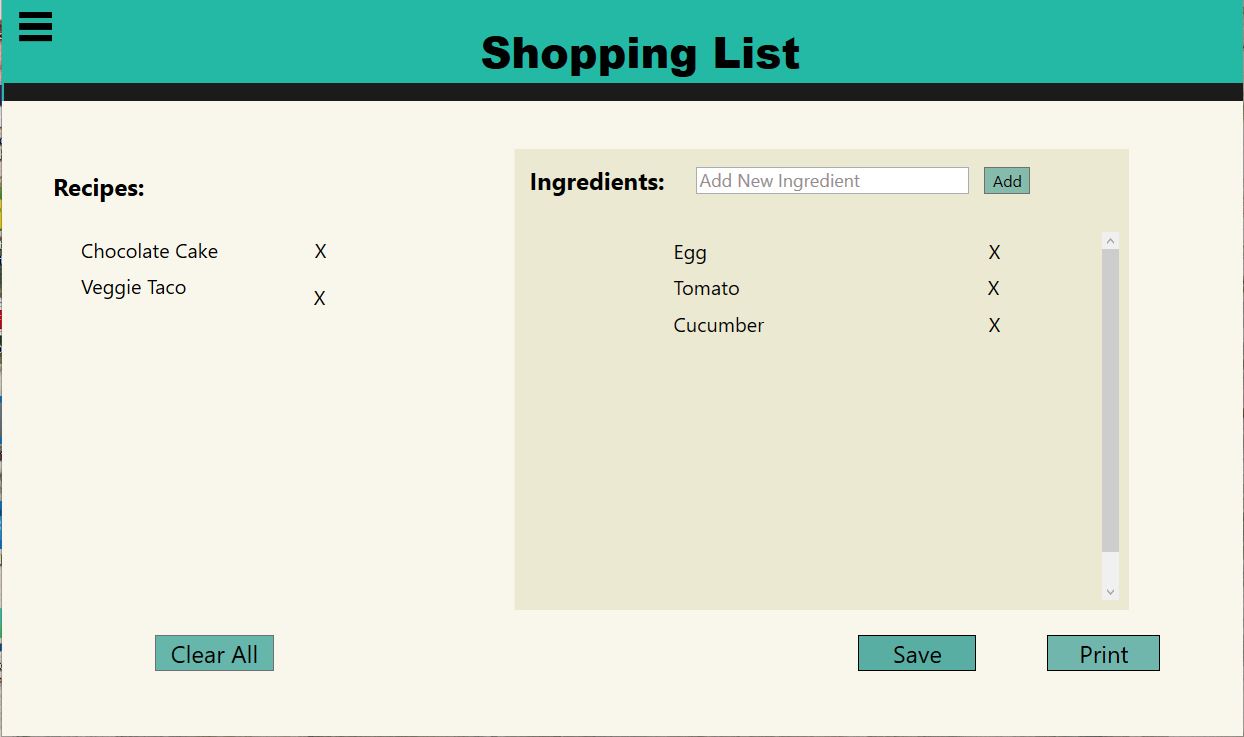 Shopping List
Recipes:
Chocolate Cake X
Veggie Taco X
Ingredients: Add New Ingredient Add
Egg X
Tomato X
Cucumber X
Clear All Save Print